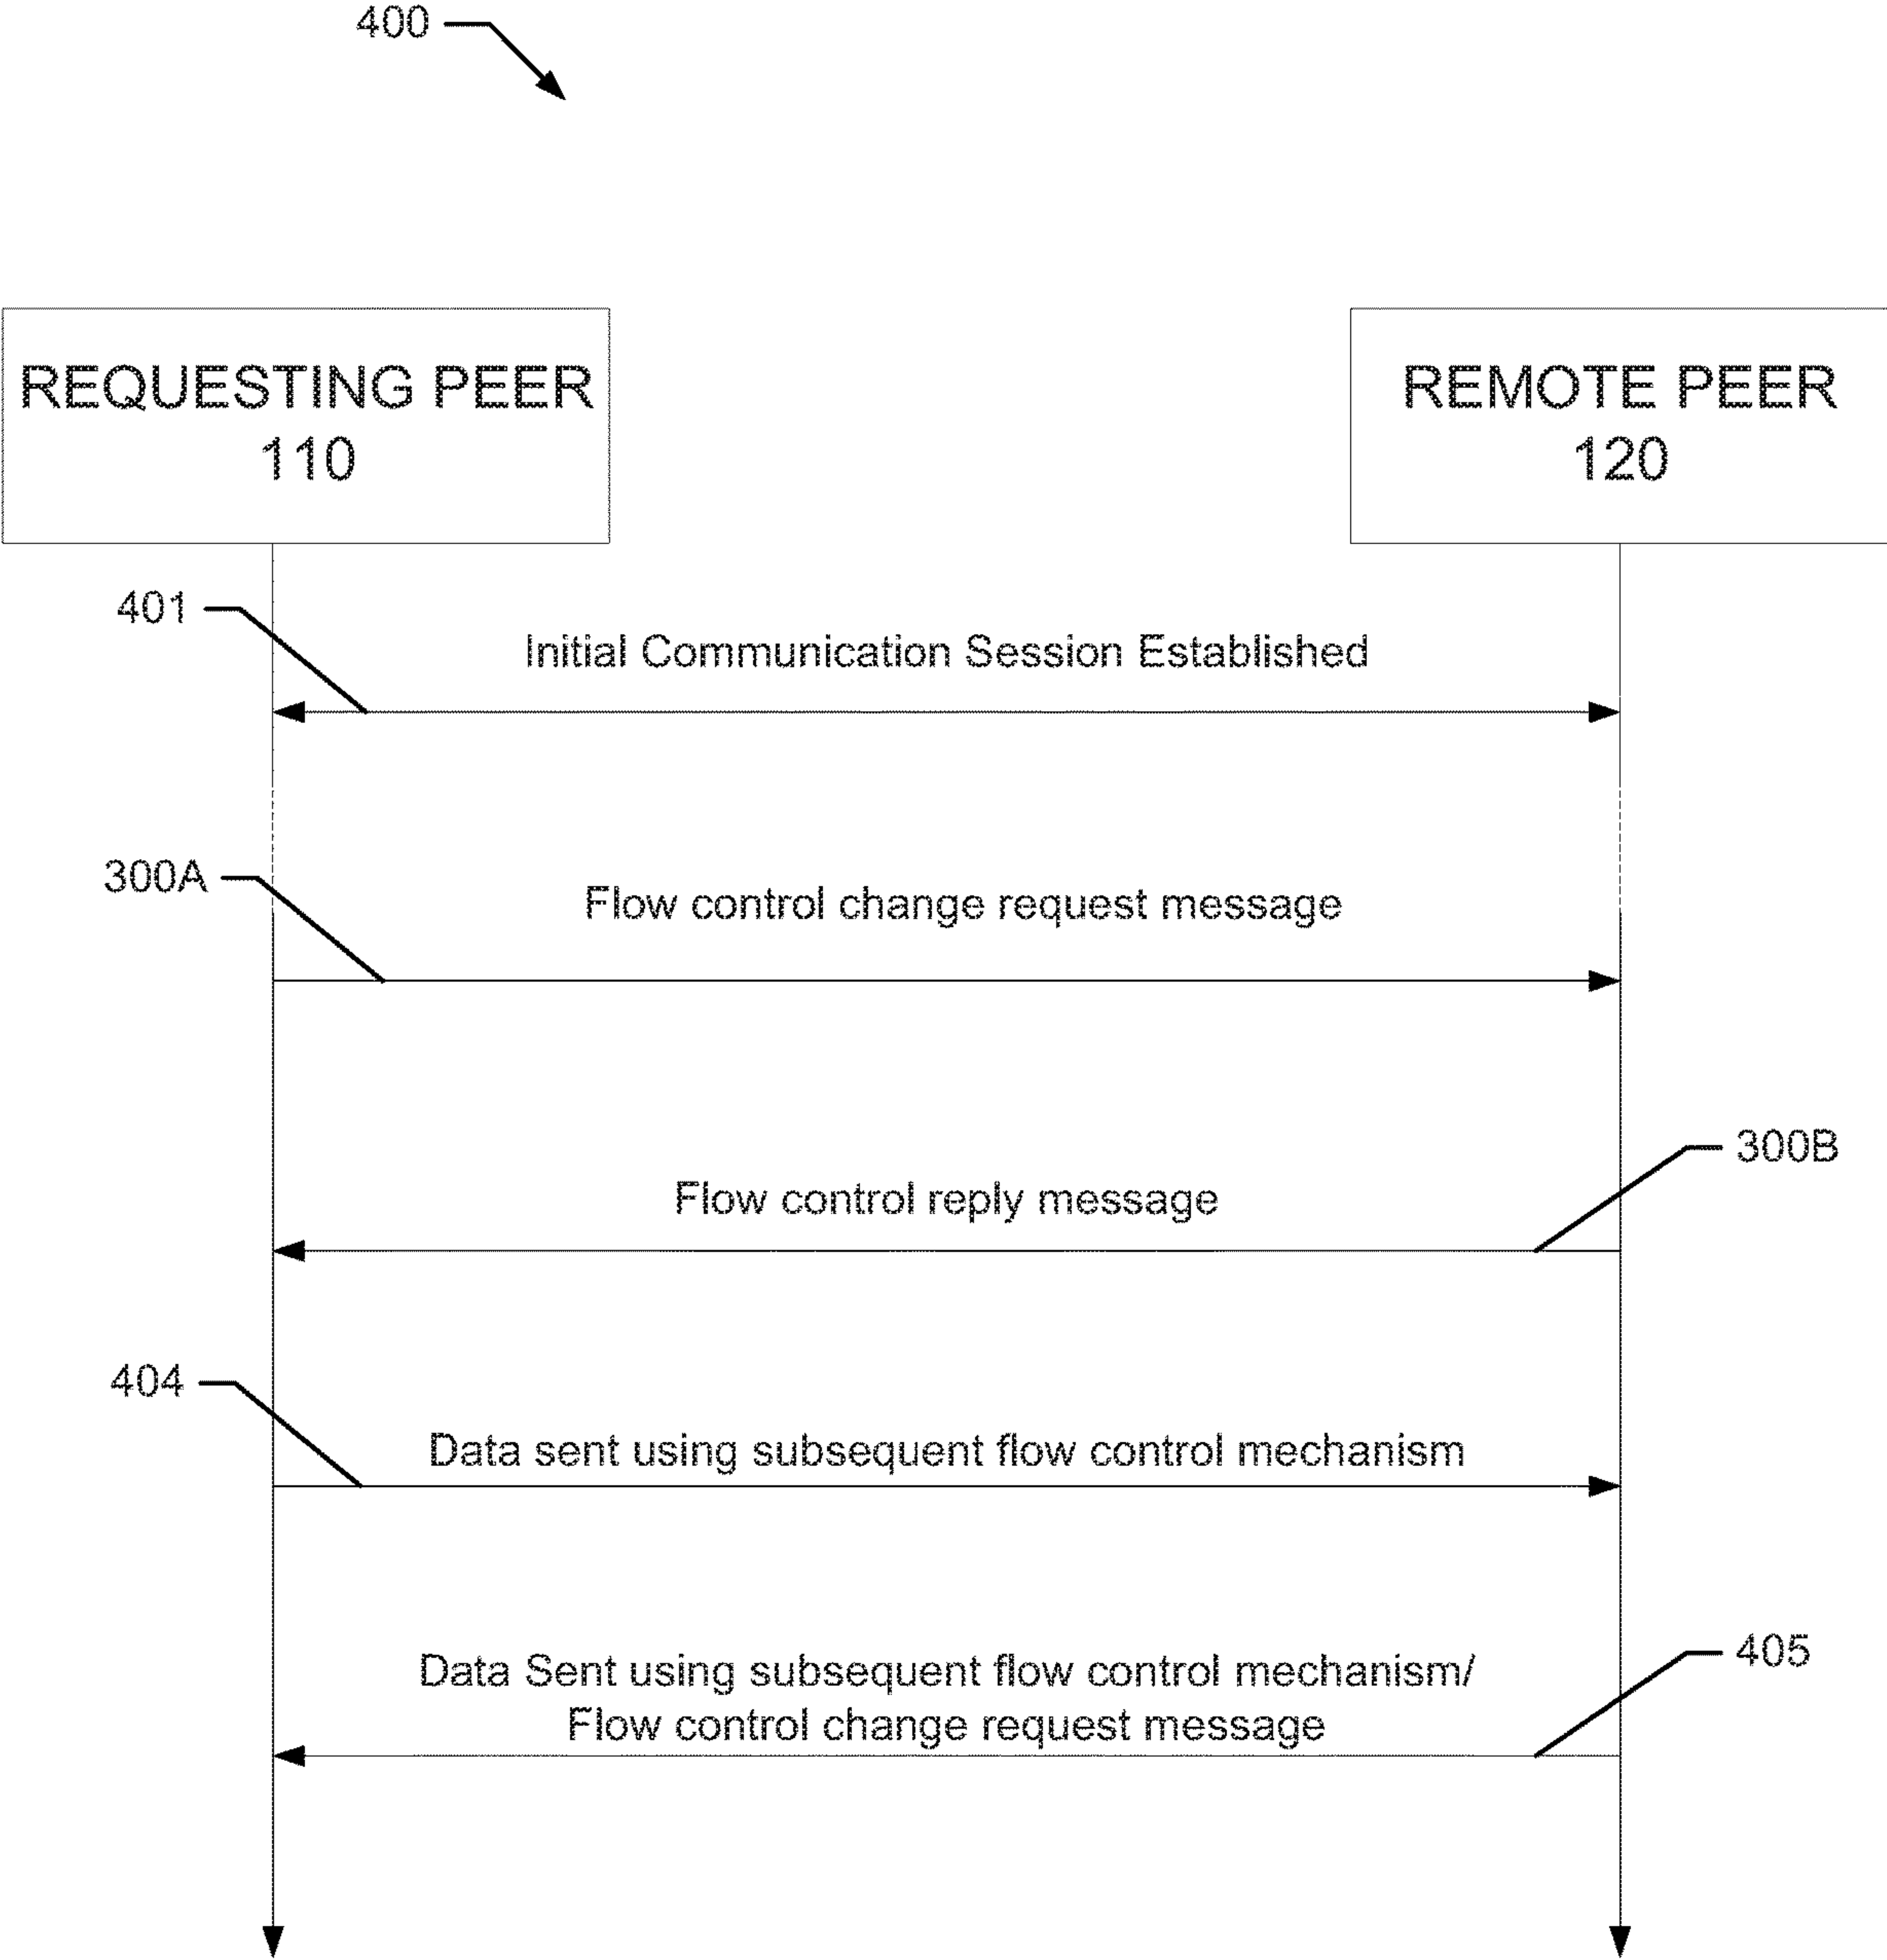 400
REQUESTING PEER
110
REMOTE PEER
120
401
Initial Communication Session Established
300A
Flow control change request message
300B
Flow control reply message
404
Data sent using subsequent flow control mechanism
405
Data Sent using subsequent flow control mechanism/
Flow control change request message